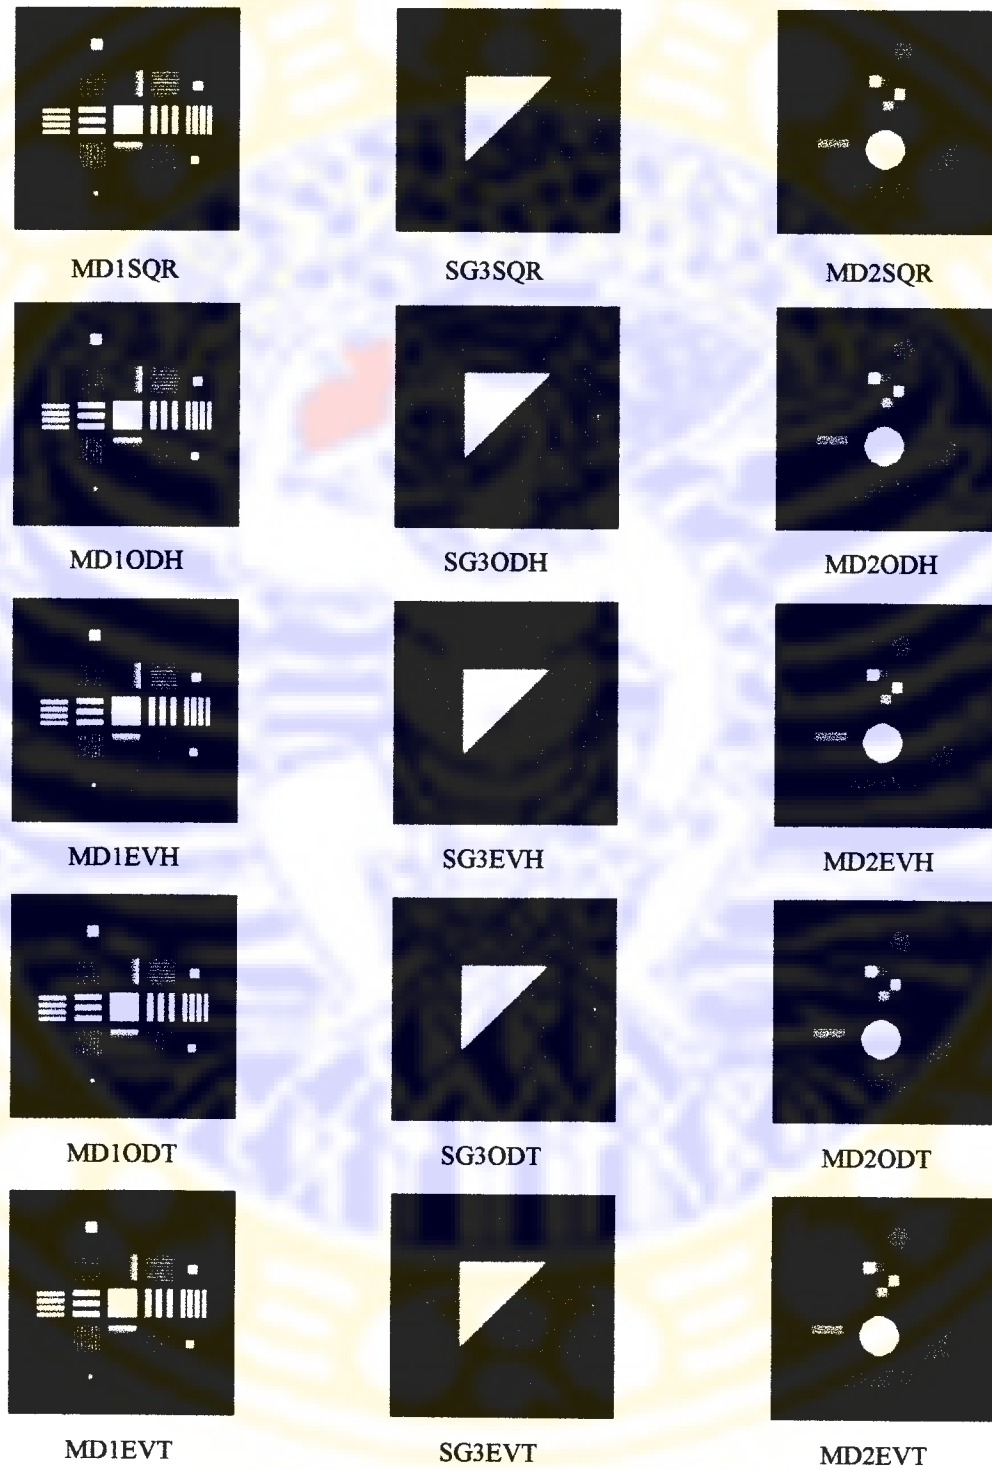 MD1SQR SG3SQR MD2SQR
MD1ODH SG3ODH MD2ODH
MD1EVH SG3EVH MD2EVH
MD1ODT SG3ODT MD2ODT
MD1EVT SG3EVT MD2EVT